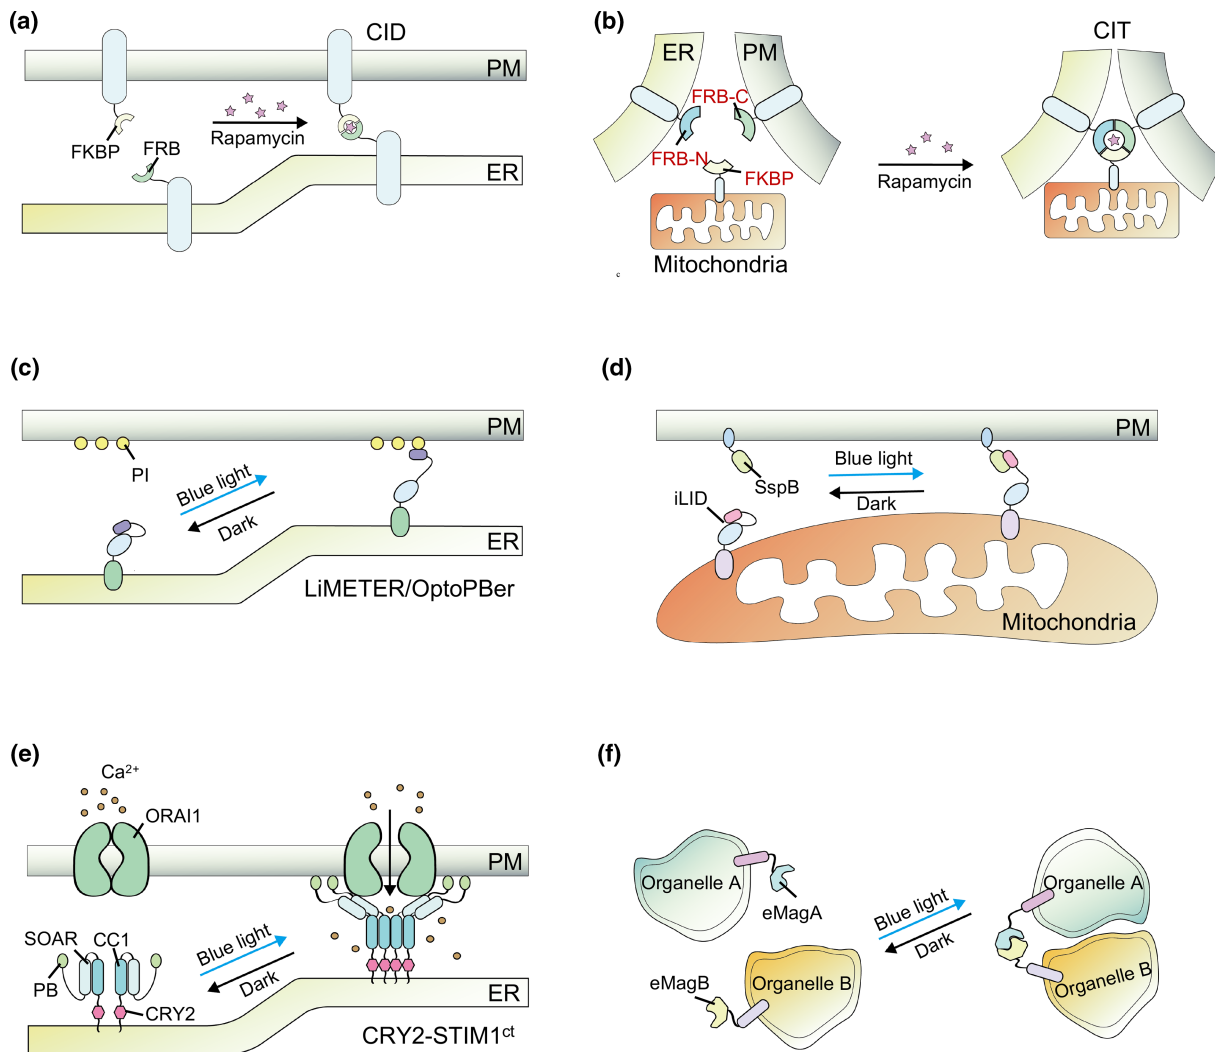 (a)
CID
PM
FKBP
FRB
Rapamycin
ER
(b)
ER
PM
CIT
FRB-C
FRB-N
FKBP
Rapamycin
Mitochondria
c
(c)
PM
PI
Blue light
Dark
ER
LiMETER/OptoPBer
(d)
PM
SspB
Blue light
Dark
iLID
Mitochondria
(e)
Ca²⁺
ORAI1
PM
SOAR
CC1
Blue light
Dark
PB
CRY2
ER
CRY2-STIM1ᶜᵗ
(f)
Organelle A
eMagA
Blue light
Dark
eMagB
Organelle B
Organelle A
Organelle B